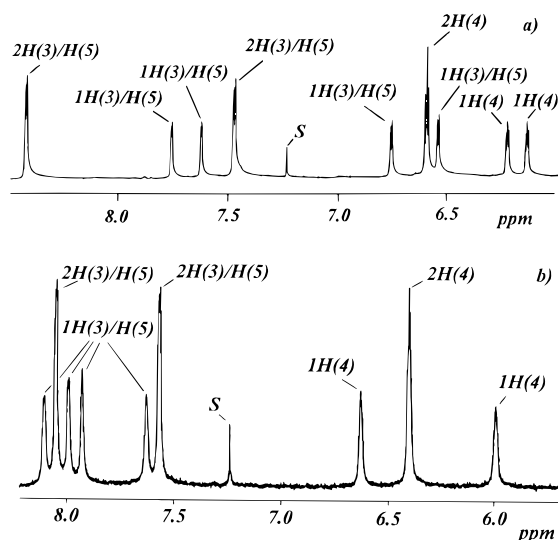 a)
2H(4)
2H(3)/H(5)
2H(3)/H(5)
1H(3)/H(5)
1H(3)/H(5)
1H(3)/H(5)
1H(3)/H(5)
1H(4)
1H(4)
S
8.0
7.5
7.0
6.5
ppm
b)
2H(3)/H(5)
2H(3)/H(5)
2H(4)
1H(3)/H(5)
1H(4)
1H(4)
S
8.0
7.5
7.0
6.5
6.0
ppm